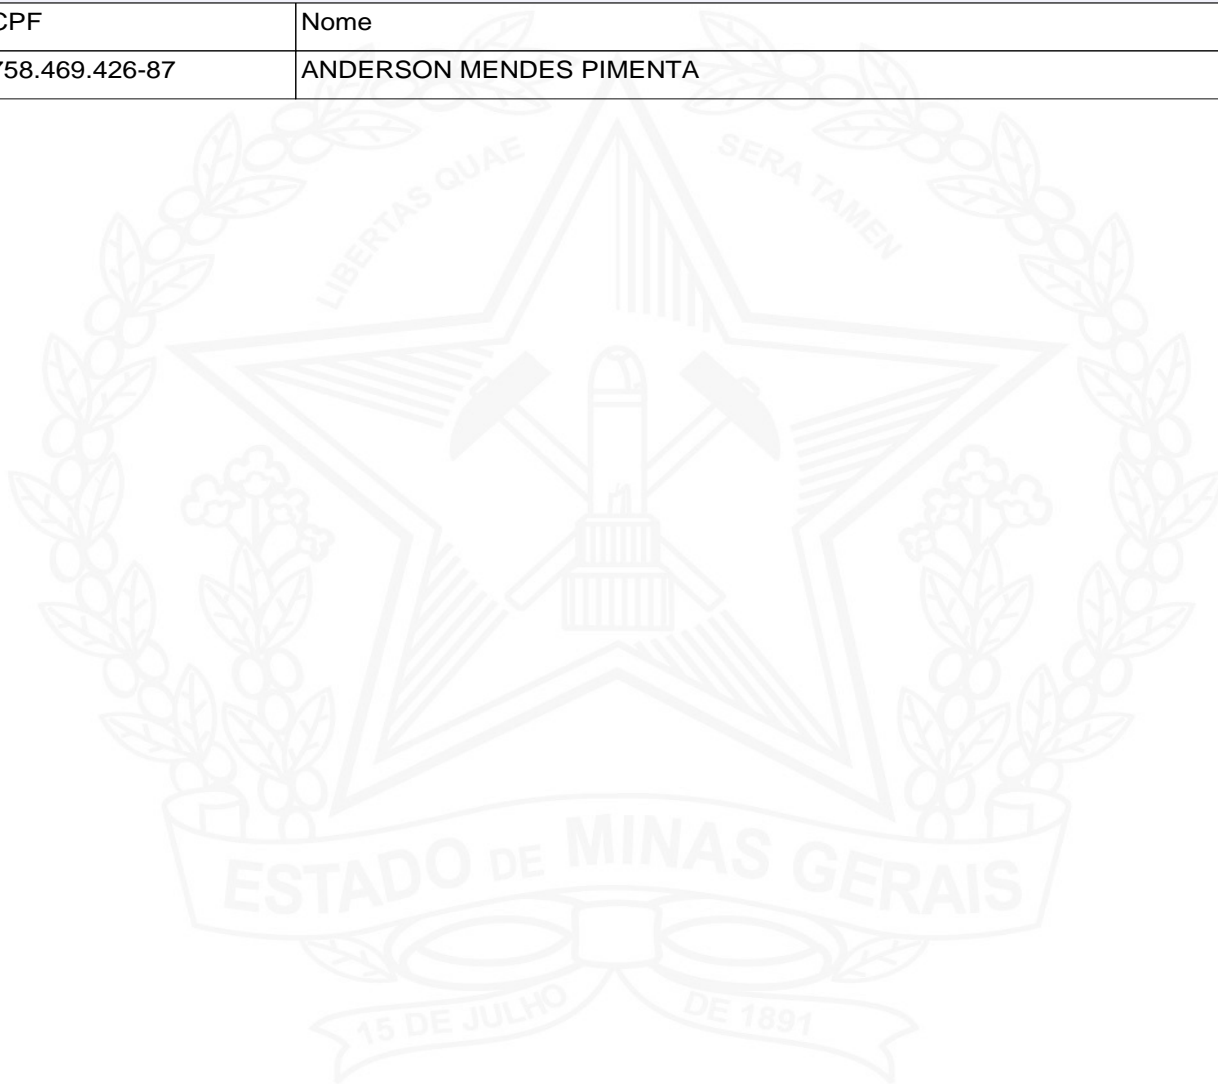 CPF Nome
758.469.426-87 ANDERSON MENDES PIMENTA
LIBERTAS QUAE SERA TAMEN
ESTADO DE MINAS GERAIS
15 DE JULHO DE 1891